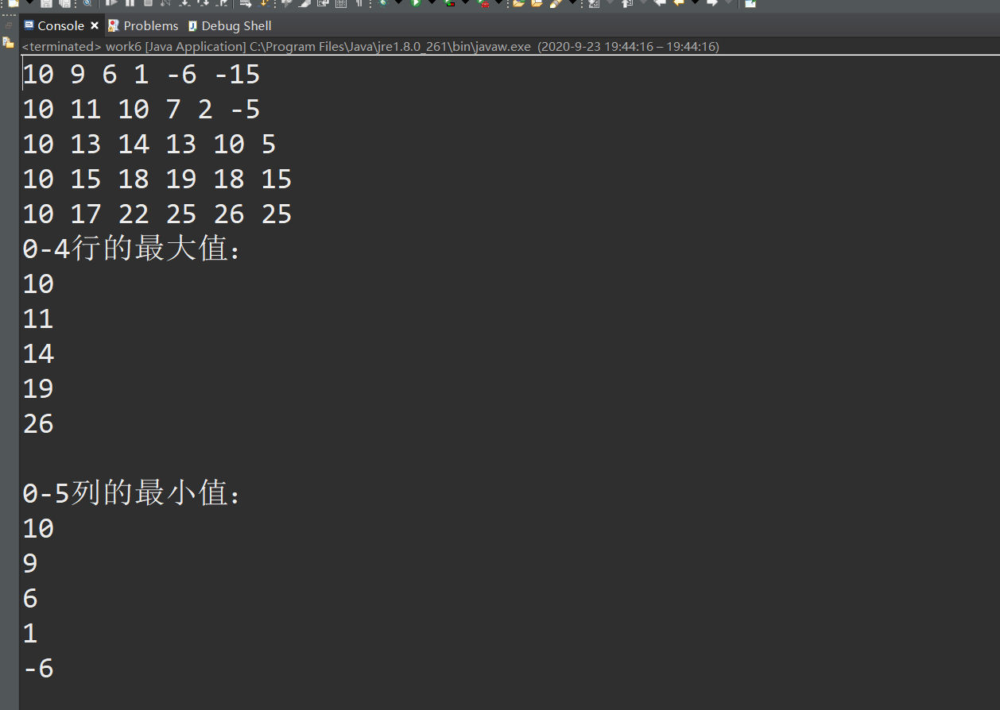 Console Problems Debug Shell
<terminated> work6 [Java Application] C:\Program Files\Java\jre1.8.0_261\bin\javaw.exe (2020-9-23 19:44:16 – 19:44:16)
10 9 6 1 -6 -15
10 11 10 7 2 -5
10 13 14 13 10 5
10 15 18 19 18 15
10 17 22 25 26 25
0-4行的最大值:
10
11
14
19
26
0-5列的最小值:
10
9
6
1
-6